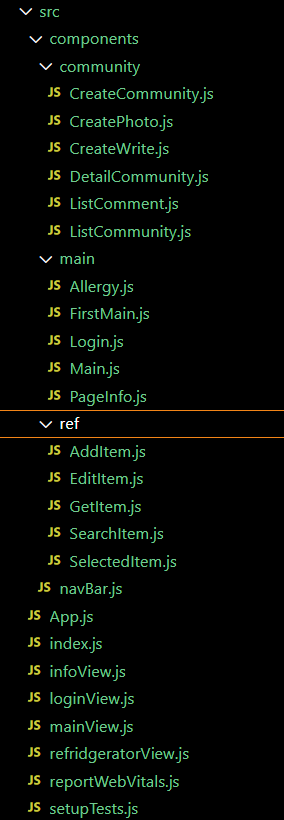 src
components
community
JS CreateCommunity.js
JS CreatePhoto.js
JS CreateWrite.js
JS DetailCommunity.js
JS ListComment.js
JS ListCommunity.js
main
JS Allergy.js
JS FirstMain.js
JS Login.js
JS Main.js
JS PageInfo.js
ref
JS AddItem.js
JS EditItem.js
JS GetItem.js
JS SearchItem.js
JS SelectedItem.js
JS navBar.js
JS App.js
JS index.js
JS infoView.js
JS loginView.js
JS mainView.js
JS refridgeratorView.js
JS reportWebVitals.js
JS setupTests.js